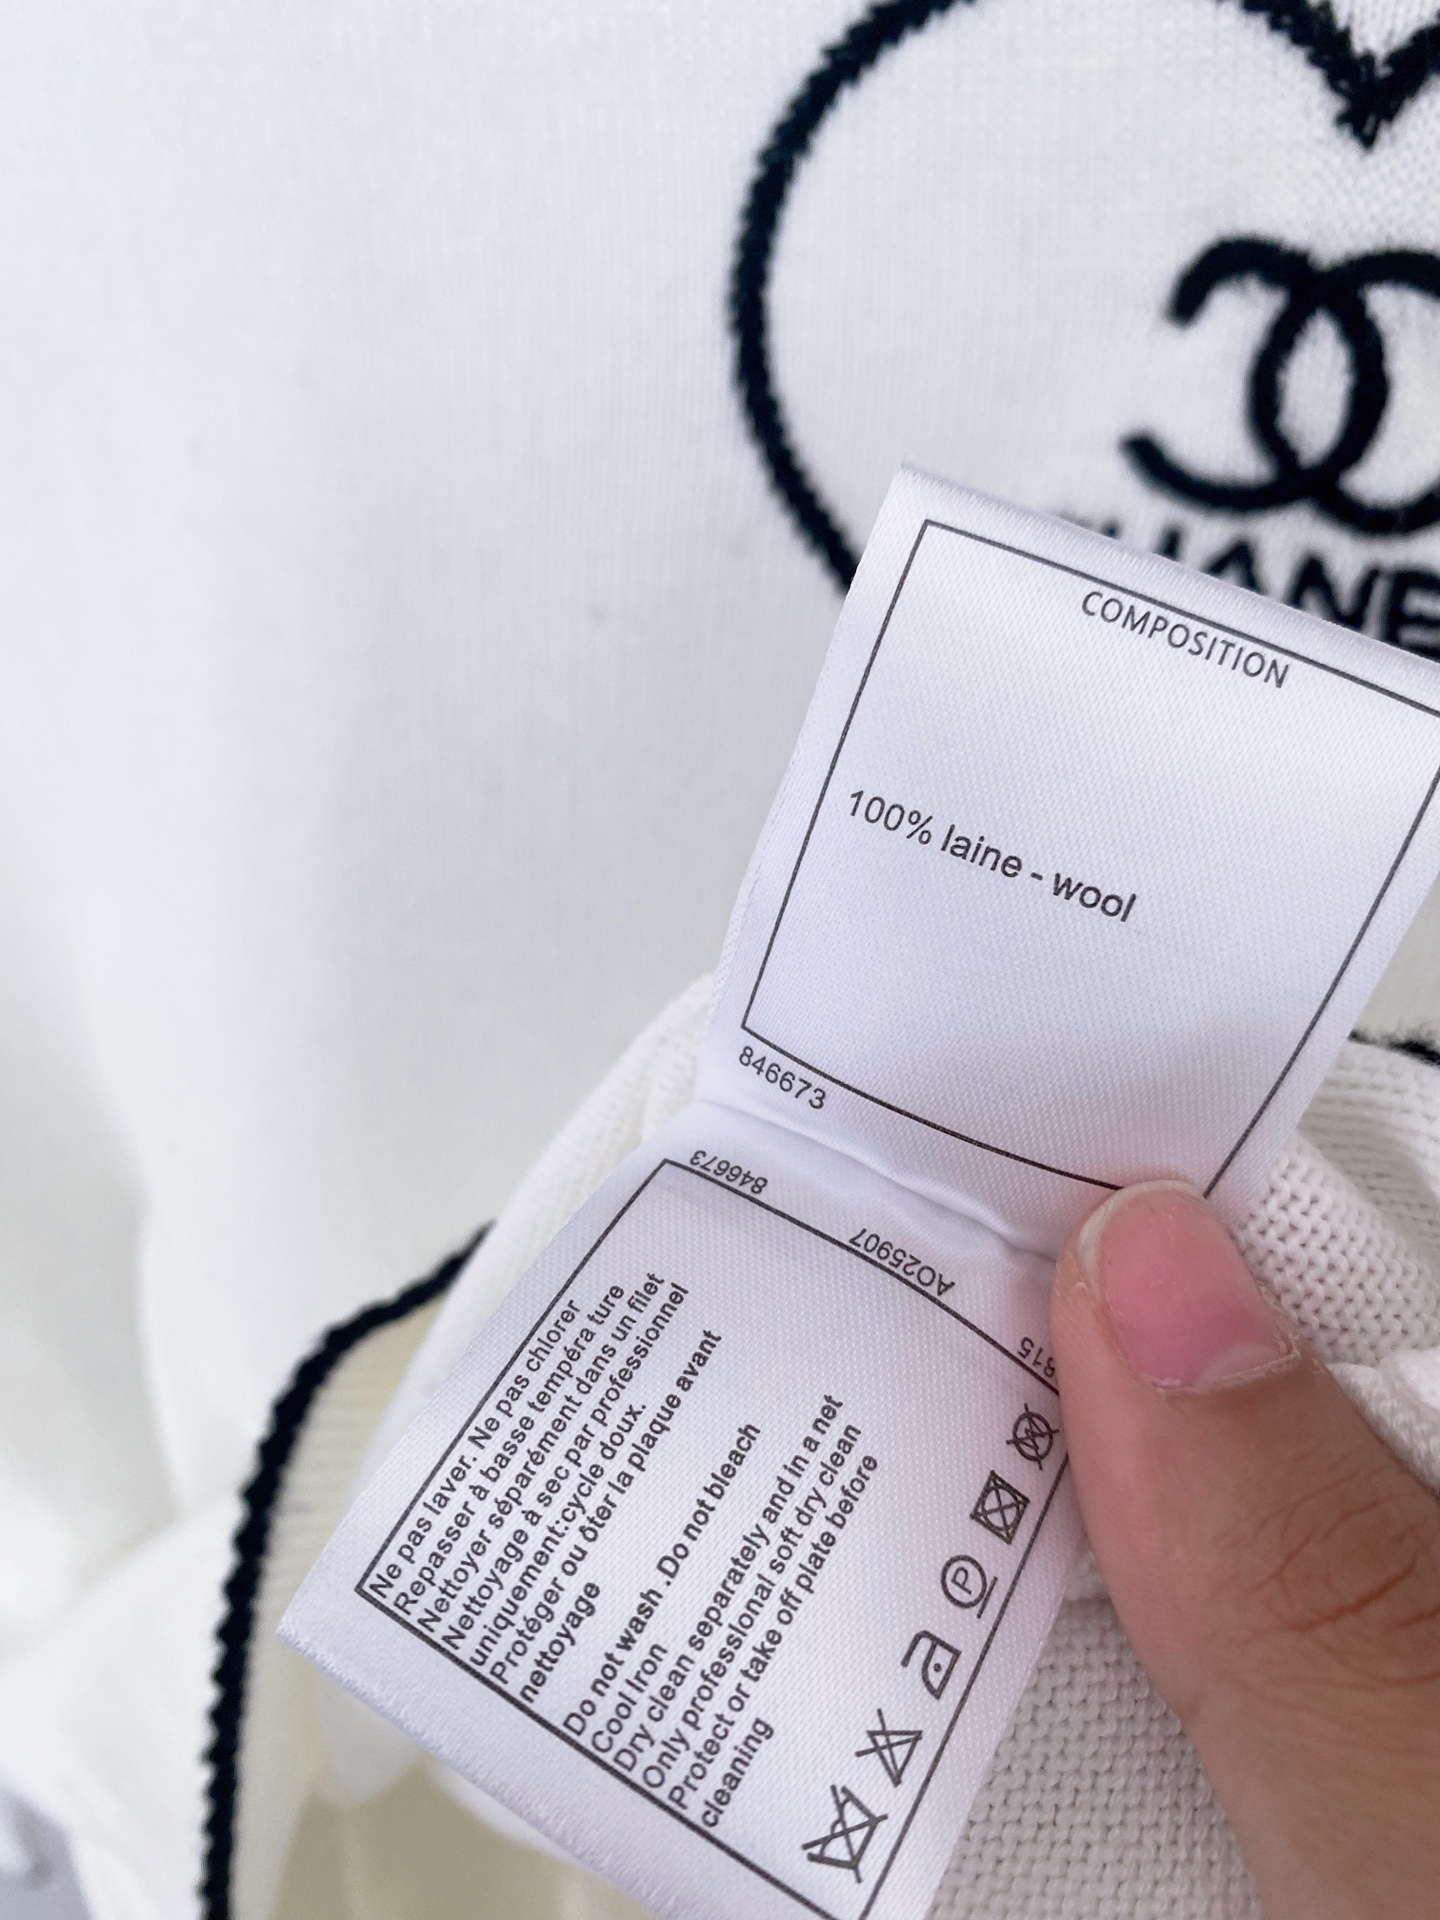 COMPOSITION
100% laine - wool
846673
846673
AO25907
Ne pas laver. Ne pas chlorer
Repasser à basse tempéra ture
Nettoyer séparément dans un filet
Nettoyage à sec par professionnel
uniquement:cycle doux.
Protéger ou ôter la plaque avant
nettoyage
Do not wash .Do not bleach
Cool Iron
Dry clean separately and in a net
Only professional soft dry clean
Protect or take off plate before
cleaning
P